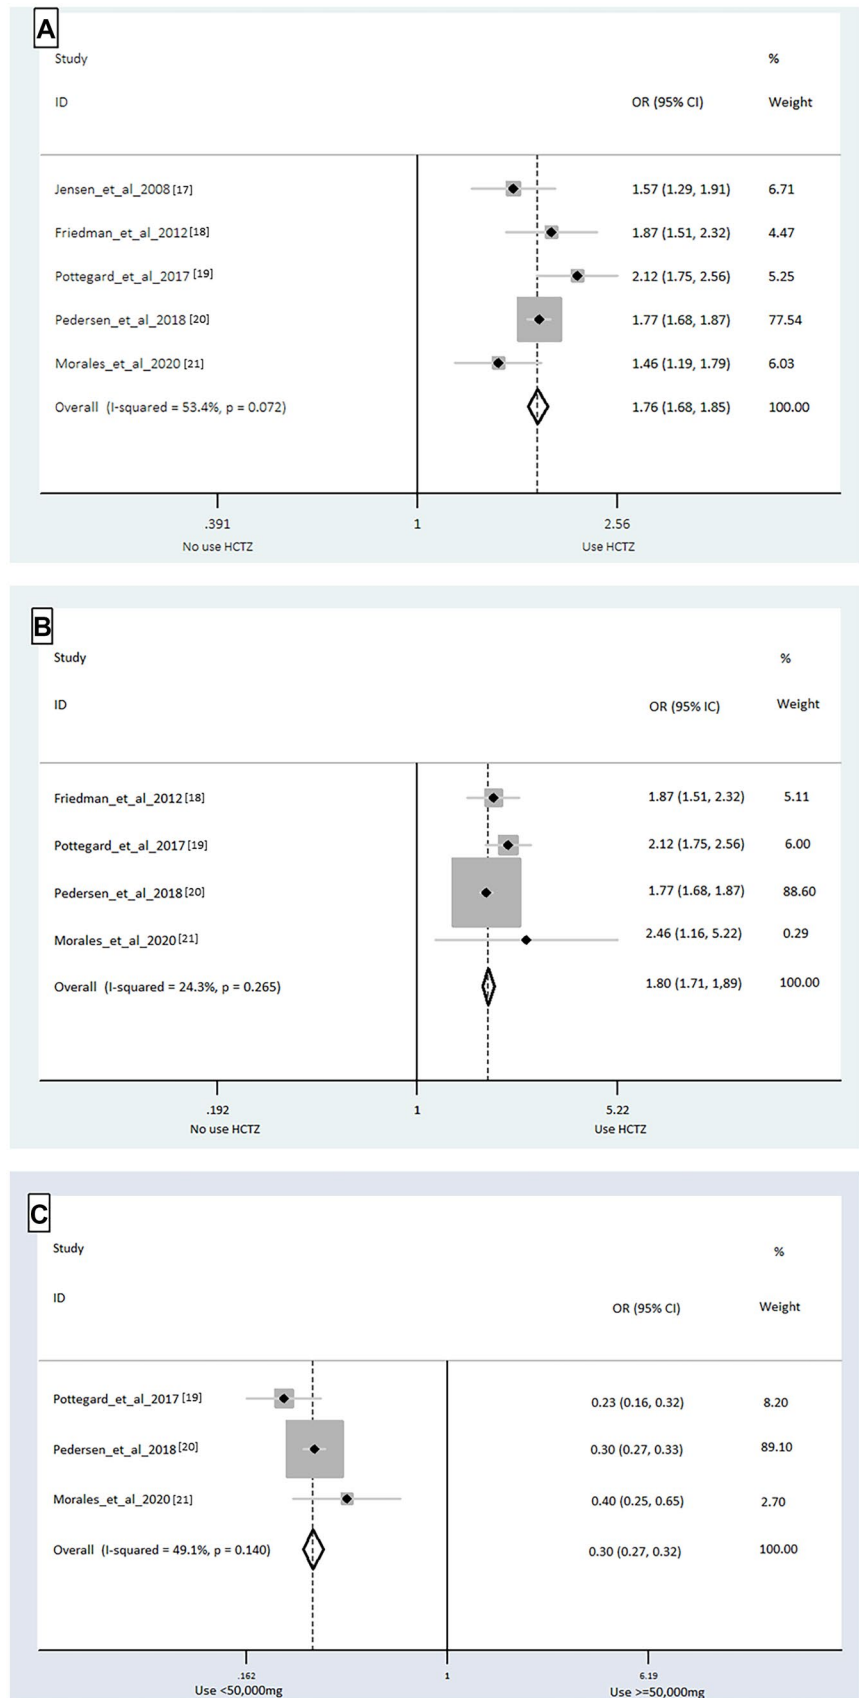 A
Study %
ID OR (95% CI) Weight
Jensen_et_al_2008 [17] 1.57 (1.29, 1.91) 6.71
Friedman_et_al_2012 [18] 1.87 (1.51, 2.32) 4.47
Pottegard_et_al_2017 [19] 2.12 (1.75, 2.56) 5.25
Pedersen_et_al_2018 [20] 1.77 (1.68, 1.87) 77.54
Morales_et_al_2020 [21] 1.46 (1.19, 1.79) 6.03
Overall (I-squared = 53.4%, p = 0.072) 1.76 (1.68, 1.85) 100.00
.391 1 2.56
No use HCTZ Use HCTZ
B
Study %
ID OR (95% IC) Weight
Friedman_et_al_2012 [18] 1.87 (1.51, 2.32) 5.11
Pottegard_et_al_2017 [19] 2.12 (1.75, 2.56) 6.00
Pedersen_et_al_2018 [20] 1.77 (1.68, 1.87) 88.60
Morales_et_al_2020 [21] 2.46 (1.16, 5.22) 0.29
Overall (I-squared = 24.3%, p = 0.265) 1.80 (1.71, 1,89) 100.00
.192 1 5.22
No use HCTZ Use HCTZ
C
Study %
ID OR (95% CI) Weight
Pottegard_et_al_2017 [19] 0.23 (0.16, 0.32) 8.20
Pedersen_et_al_2018 [20] 0.30 (0.27, 0.33) 89.10
Morales_et_al_2020 [21] 0.40 (0.25, 0.65) 2.70
Overall (I-squared = 49.1%, p = 0.140) 0.30 (0.27, 0.32) 100.00
.162 1 6.19
Use <50,000mg Use >=50,000mg